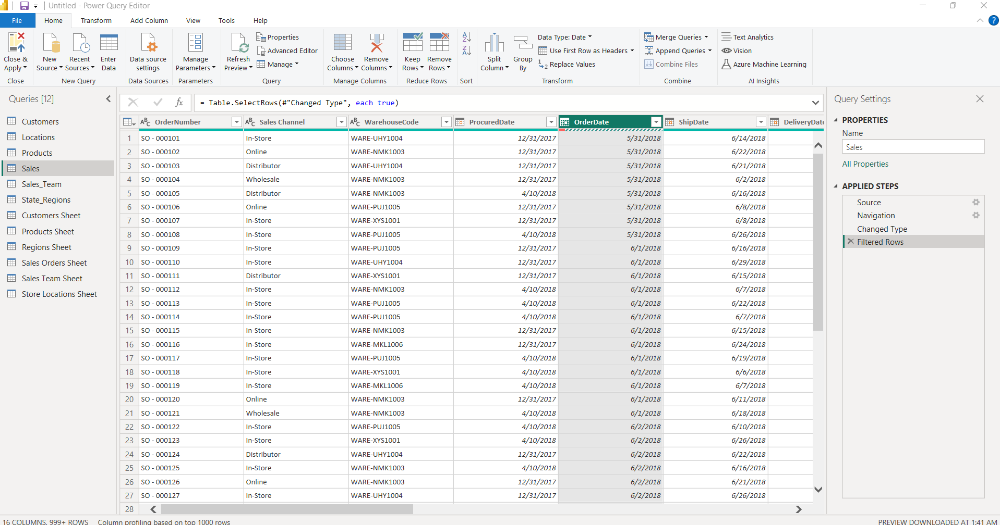 Untitled - Power Query Editor
File Home Transform Add Column View Tools Help ?
Close & Apply
Close
New Source
Recent Sources
Enter Data
New Query
Data source settings
Data Sources
Manage Parameters
Parameters
Refresh Preview
Properties
Advanced Editor
Manage
Query
Choose Columns
Remove Columns
Manage Columns
Keep Rows
Remove Rows
Reduce Rows
A Z
Z A
Sort
Split Column
Group By
Data Type: Date
Use First Row as Headers
1 2 Replace Values
Transform
Merge Queries
Append Queries
Combine Files
Combine
Text Analytics
Vision
Azure Machine Learning
AI Insights
Queries [12]
Customers
Locations
Products
Sales
Sales_Team
State_Regions
Customers Sheet
Products Sheet
Regions Sheet
Sales Orders Sheet
Sales Team Sheet
Store Locations Sheet
fx = Table.SelectRows(#"Changed Type", each true)
ABC OrderNumber ABC Sales Channel ABC WarehouseCode ProcuredDate OrderDate ShipDate DeliveryDate
1 SO - 000101 In-Store WARE-UHY1004 12/31/2017 5/31/2018 6/14/2018
2 SO - 000102 Online WARE-NMK1003 12/31/2017 5/31/2018 6/22/2018
3 SO - 000103 Distributor WARE-UHY1004 12/31/2017 5/31/2018 6/21/2018
4 SO - 000104 Wholesale WARE-NMK1003 12/31/2017 5/31/2018 6/2/2018
5 SO - 000105 Distributor WARE-NMK1003 4/10/2018 5/31/2018 6/16/2018
6 SO - 000106 Online WARE-PUJ1005 12/31/2017 5/31/2018 6/8/2018
7 SO - 000107 In-Store WARE-XYS1001 12/31/2017 5/31/2018 6/8/2018
8 SO - 000108 In-Store WARE-PUJ1005 4/10/2018 5/31/2018 6/26/2018
9 SO - 000109 In-Store WARE-PUJ1005 12/31/2017 6/1/2018 6/16/2018
10 SO - 000110 In-Store WARE-UHY1004 12/31/2017 6/1/2018 6/29/2018
11 SO - 000111 Distributor WARE-XYS1001 12/31/2017 6/1/2018 6/15/2018
12 SO - 000112 In-Store WARE-NMK1003 4/10/2018 6/1/2018 6/7/2018
13 SO - 000113 In-Store WARE-PUJ1005 4/10/2018 6/1/2018 6/22/2018
14 SO - 000114 In-Store WARE-PUJ1005 4/10/2018 6/1/2018 6/7/2018
15 SO - 000115 In-Store WARE-NMK1003 12/31/2017 6/1/2018 6/15/2018
16 SO - 000116 In-Store WARE-MKL1006 12/31/2017 6/1/2018 6/24/2018
17 SO - 000117 In-Store WARE-PUJ1005 4/10/2018 6/1/2018 6/19/2018
18 SO - 000118 In-Store WARE-XYS1001 4/10/2018 6/1/2018 6/6/2018
19 SO - 000119 In-Store WARE-MKL1006 4/10/2018 6/1/2018 6/7/2018
20 SO - 000120 Online WARE-NMK1003 12/31/2017 6/1/2018 6/11/2018
21 SO - 000121 Wholesale WARE-NMK1003 4/10/2018 6/1/2018 6/18/2018
22 SO - 000122 In-Store WARE-PUJ1005 4/10/2018 6/2/2018 6/10/2018
23 SO - 000123 In-Store WARE-XYS1001 4/10/2018 6/2/2018 6/26/2018
24 SO - 000124 Distributor WARE-UHY1004 12/31/2017 6/2/2018 6/22/2018
25 SO - 000125 In-Store WARE-NMK1003 4/10/2018 6/2/2018 6/16/2018
26 SO - 000126 Online WARE-NMK1003 12/31/2017 6/2/2018 6/21/2018
27 SO - 000127 In-Store WARE-UHY1004 12/31/2017 6/2/2018 6/26/2018
28
Query Settings
PROPERTIES
Name
Sales
All Properties
APPLIED STEPS
Source
Navigation
Changed Type
Filtered Rows
16 COLUMNS, 999+ ROWS Column profiling based on top 1000 rows
PREVIEW DOWNLOADED AT 1:41 AM